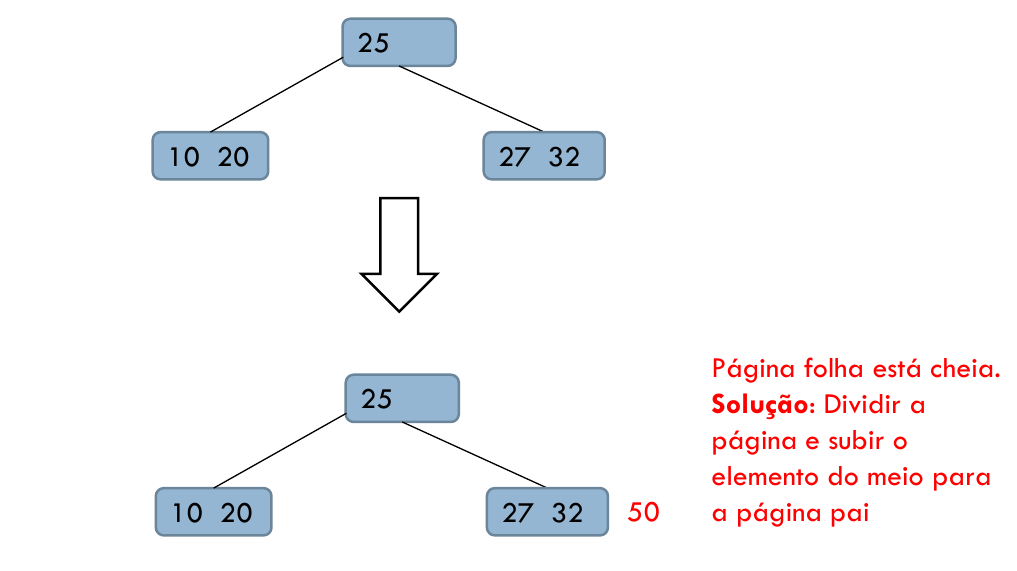 25
10 20
27 32
25
10 20
27 32
50
Página folha está cheia.
Solução: Dividir a
página e subir o
elemento do meio para
a página pai